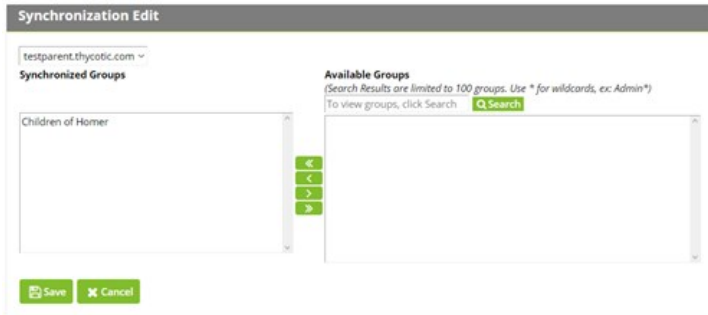 Synchronization Edit
testparent.thycotic.com
Synchronized Groups
Available Groups
(Search Results are limited to 100 groups. Use * for wildcards, ex: Admin*)
To view groups, click Search
Search
Children of Homer
«
<
>
»
Save
Cancel